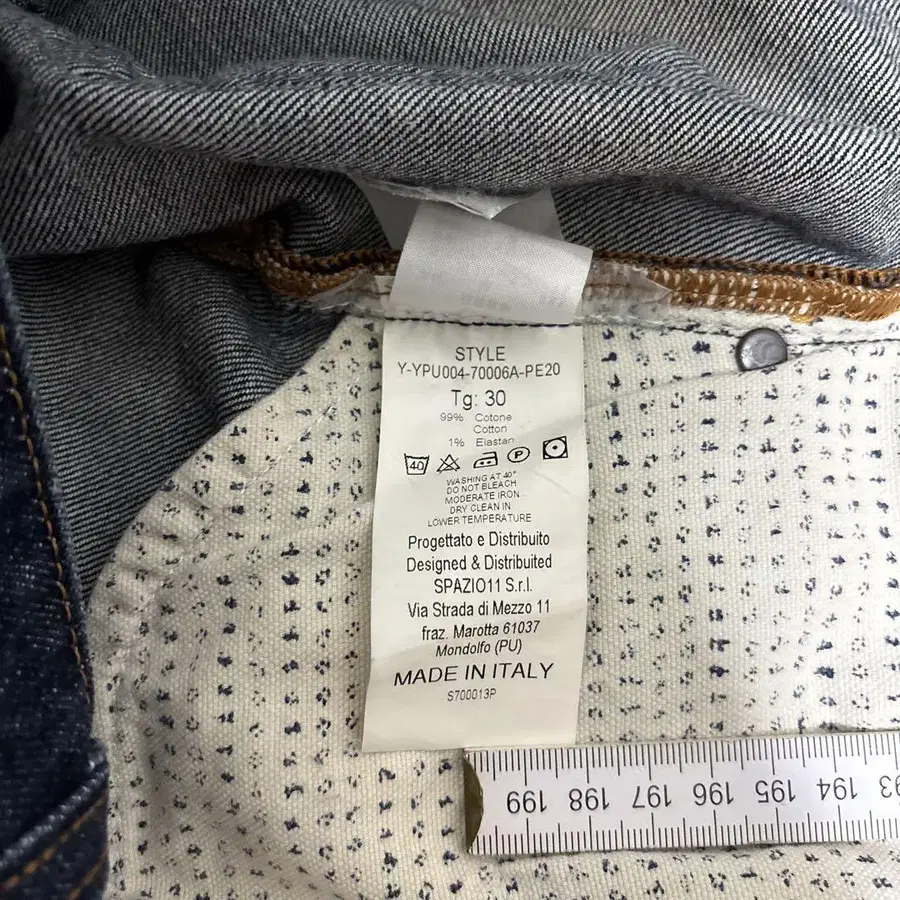 STYLE
Y-YPU004-70006A-PE20
Tg: 30
99% Cotone
Cotton
1% Elastan
40 P
WASHING AT 40°
DO NOT BLEACH
MODERATE IRON
DRY CLEAN IN
LOWER TEMPERATURE
Progettato e Distribuito
Designed & Distribuited
SPAZIO11 S.r.l.
Via Strada di Mezzo 11
fraz. Marotta 61037
Mondolfo (PU)
MADE IN ITALY
S700013P
199 198 197 196 195 194 193